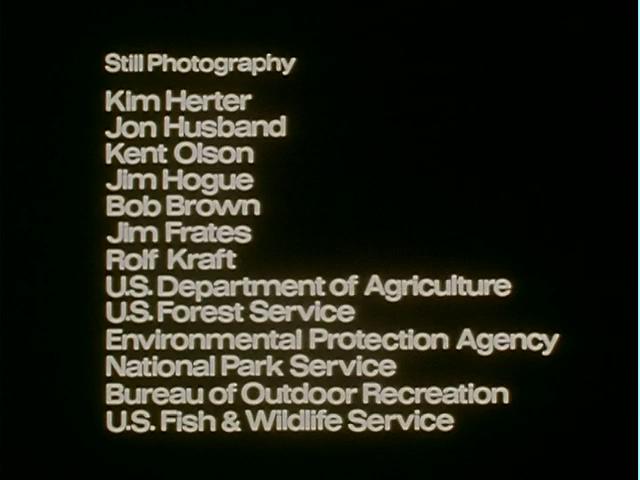 Still Photography
Kim Herter
Jon Husband
Kent Olson
Jim Hogue
Bob Brown
Jim Frates
Rolf Kraft
U.S. Department of Agriculture
U.S. Forest Service
Environmental Protection Agency
National Park Service
Bureau of Outdoor Recreation
U.S. Fish & Wildlife Service